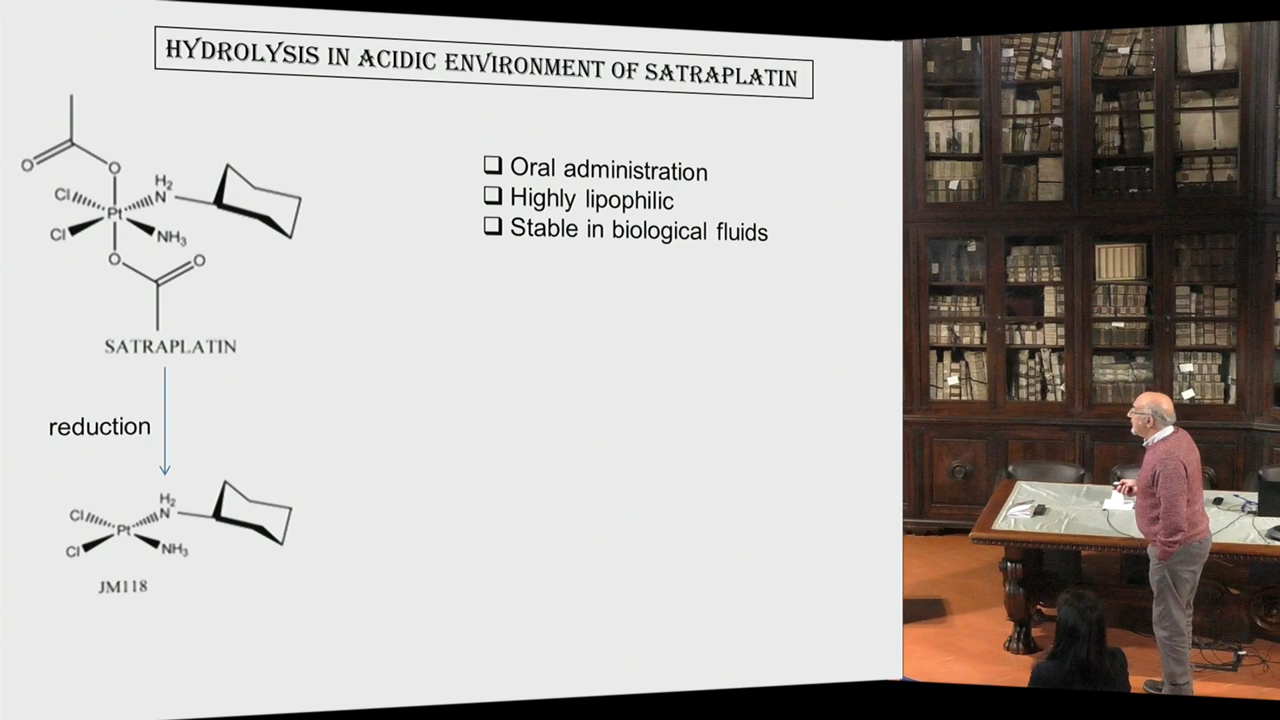 HYDROLYSIS IN ACIDIC ENVIRONMENT OF SATRAPLATIN
❑ Oral administration
❑ Highly lipophilic
❑ Stable in biological fluids
O
O
Cl
H2
N
Pt
Cl
NH3
O
O
SATRAPLATIN
reduction
H2
Cl
N
Pt
Cl
NH3
JM118